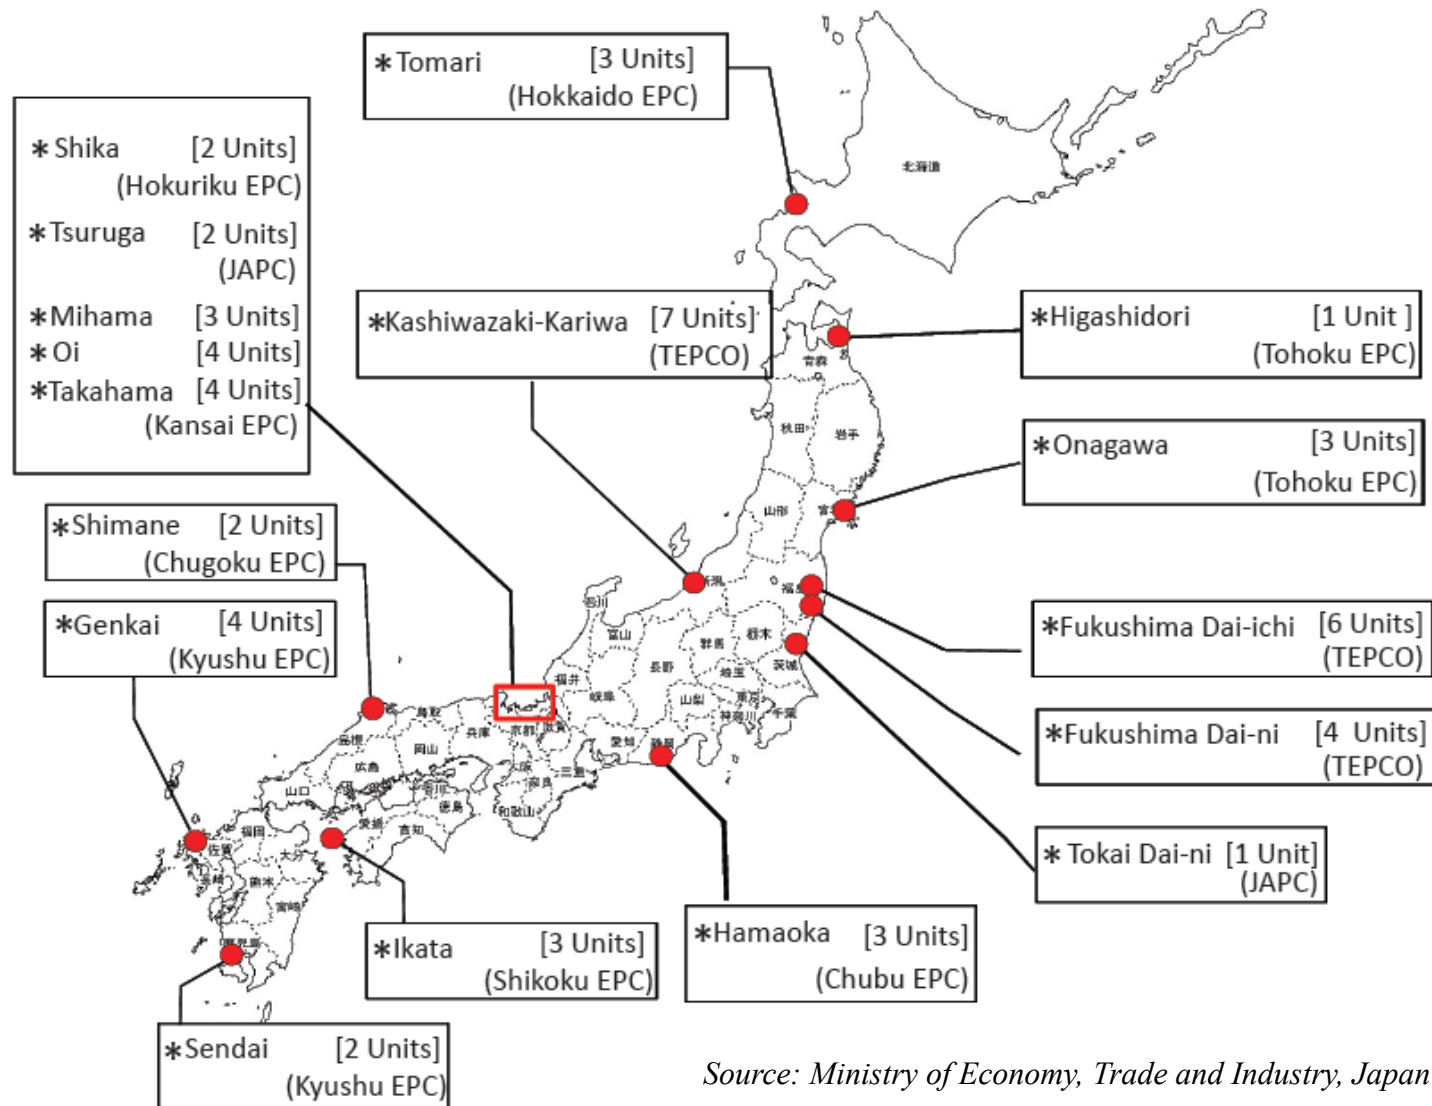 *Tomari [3 Units]
(Hokkaido EPC)
*Shika [2 Units]
(Hokuriku EPC)
*Tsuruga [2 Units]
(JAPC)
*Mihama [3 Units]
*Oi [4 Units]
*Takahama [4 Units]
(Kansai EPC)
*Kashiwazaki-Kariwa [7 Units]
(TEPCO)
*Higashidori [1 Unit ]
(Tohoku EPC)
*Onagawa [3 Units]
(Tohoku EPC)
*Shimane [2 Units]
(Chugoku EPC)
*Genkai [4 Units]
(Kyushu EPC)
*Fukushima Dai-ichi [6 Units]
(TEPCO)
*Fukushima Dai-ni [4 Units]
(TEPCO)
* Tokai Dai-ni [1 Unit]
(JAPC)
*Ikata [3 Units]
(Shikoku EPC)
*Hamaoka [3 Units]
(Chubu EPC)
*Sendai [2 Units]
(Kyushu EPC)
北海道
青森
秋田
岩手
山形
福島
石川
富山
群馬
栃木
茨城
長野
埼玉
福井
岐阜
山梨
東京
神奈川
千葉
鳥取
兵庫
京都
滋賀
愛知
島根
岡山
広島
大阪
奈良
三重
山口
香川
徳島
和歌山
愛媛
高知
福岡
佐賀
大分
長崎
熊本
宮崎
Source: Ministry of Economy, Trade and Industry, Japan